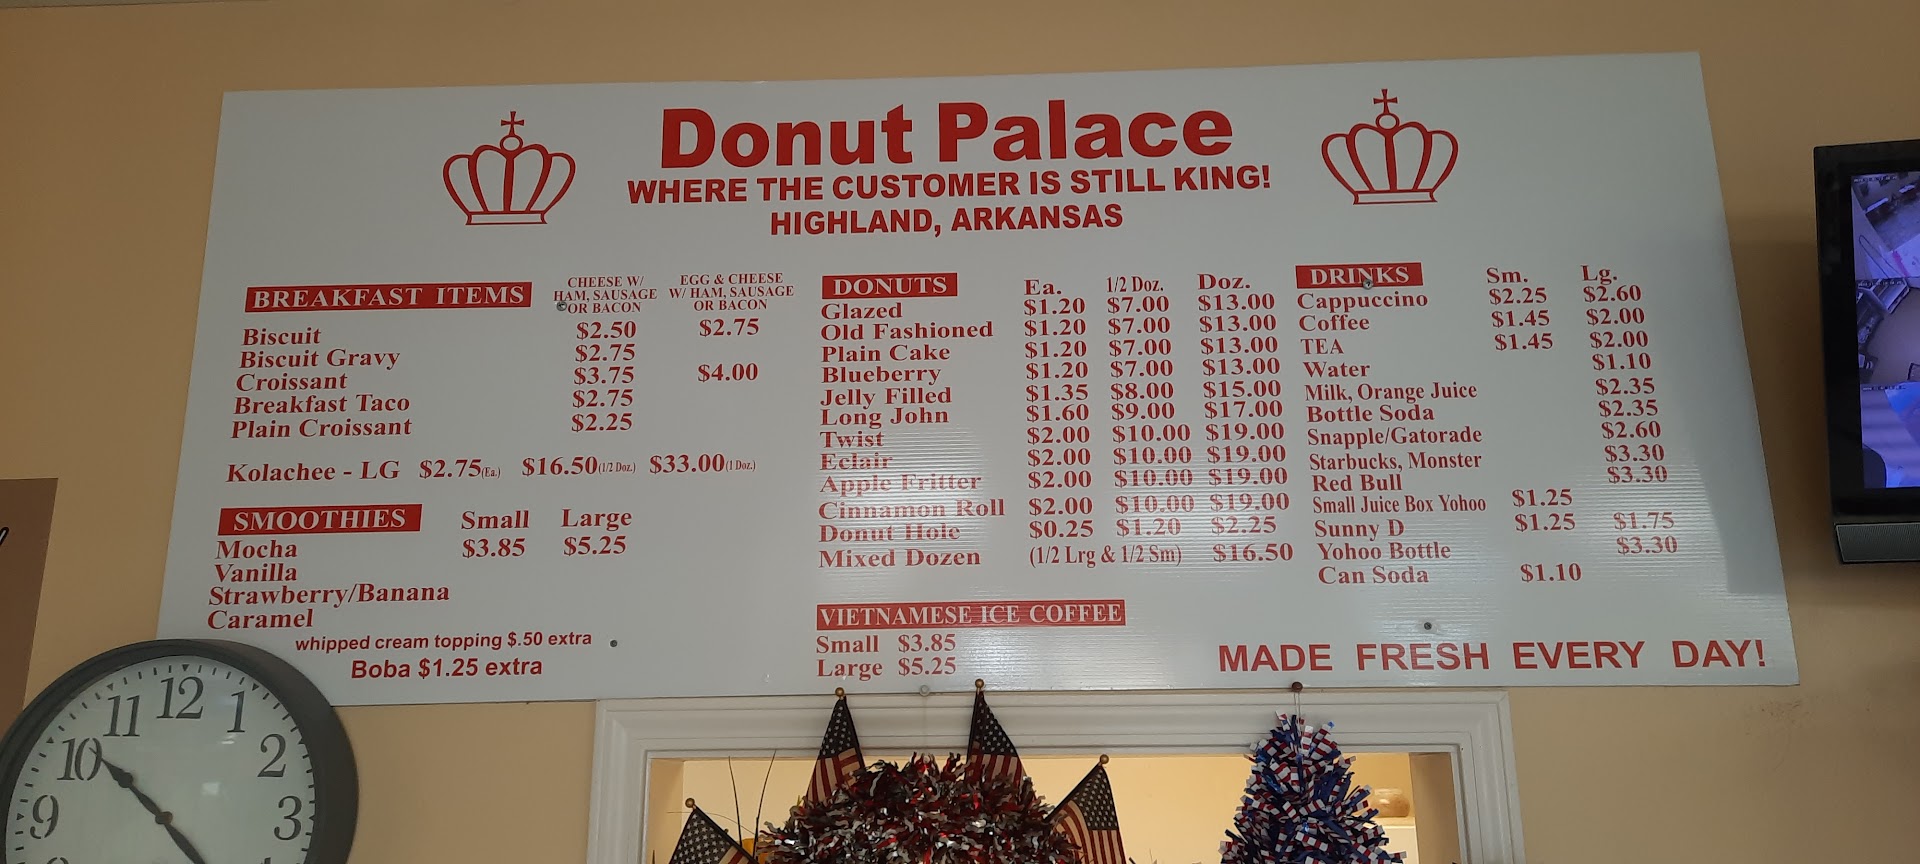 Donut Palace
WHERE THE CUSTOMER IS STILL KING!
HIGHLAND, ARKANSAS
BREAKFAST ITEMS
CHEESE W/ HAM, SAUSAGE OR BACON
EGG & CHEESE W/ HAM, SAUSAGE OR BACON
Biscuit $2.50 $2.75
Biscuit Gravy $2.75
Croissant $3.75 $4.00
Breakfast Taco $2.75
Plain Croissant $2.25
Kolachee - LG $2.75(Ea.) $16.50(1/2 Doz.) $33.00(1 Doz.)
SMOOTHIES Small Large
Mocha $3.85 $5.25
Vanilla
Strawberry/Banana
Caramel
whipped cream topping $.50 extra
Boba $1.25 extra
DONUTS Ea. 1/2 Doz. Doz.
Glazed $1.20 $7.00 $13.00
Old Fashioned $1.20 $7.00 $13.00
Plain Cake $1.20 $7.00 $13.00
Blueberry $1.20 $7.00 $13.00
Jelly Filled $1.35 $8.00 $15.00
Long John $1.60 $9.00 $17.00
Twist $2.00 $10.00 $19.00
Eclair $2.00 $10.00 $19.00
Apple Fritter $2.00 $10.00 $19.00
Cinnamon Roll $2.00 $10.00 $19.00
Donut Hole $0.25 $1.20 $2.25
Mixed Dozen (1/2 Lrg & 1/2 Sm) $16.50
VIETNAMESE ICE COFFEE
Small $3.85
Large $5.25
DRINKS Sm. Lg.
Cappuccino $2.25 $2.60
Coffee $1.45 $2.00
TEA $1.45 $2.00
Water $1.10
Milk, Orange Juice $2.35
Bottle Soda $2.35
Snapple/Gatorade $2.60
Starbucks, Monster $3.30
Red Bull $3.30
Small Juice Box Yohoo $1.25
Sunny D $1.25 $1.75
Yohoo Bottle $3.30
Can Soda $1.10
MADE FRESH EVERY DAY!
11 12 1
10 2
9 3